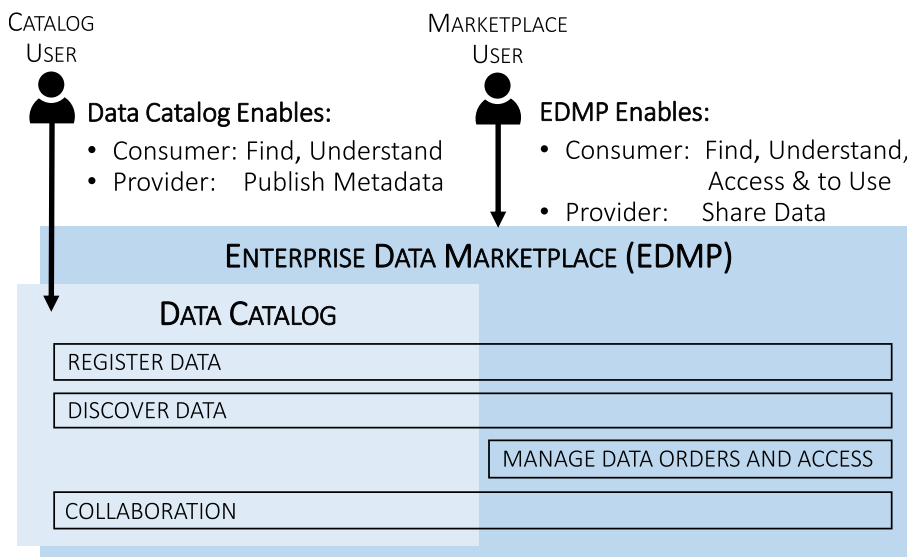 CATALOG
USER
Data Catalog Enables:
• Consumer: Find, Understand
• Provider: Publish Metadata
MARKETPLACE
USER
EDMP Enables:
• Consumer: Find, Understand,
Access & to Use
• Provider: Share Data
ENTERPRISE DATA MARKETPLACE (EDMP)
DATA CATALOG
REGISTER DATA
DISCOVER DATA
MANAGE DATA ORDERS AND ACCESS
COLLABORATION